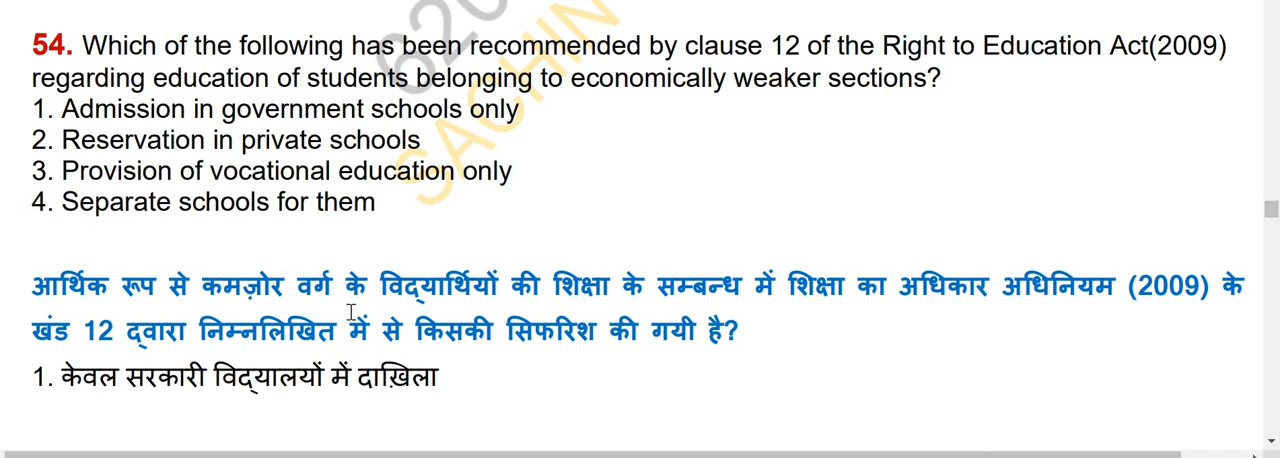 54. Which of the following has been recommended by clause 12 of the Right to Education Act(2009)
regarding education of students belonging to economically weaker sections?
1. Admission in government schools only
2. Reservation in private schools
3. Provision of vocational education only
4. Separate schools for them
620
SACHIN
आर्थिक रूप से कमज़ोर वर्ग के विद्यार्थियों की शिक्षा के सम्बन्ध में शिक्षा का अधिकार अधिनियम (2009) के
खंड 12 द्वारा निम्नलिखित में से किसकी सिफरिश की गयी है?
1. केवल सरकारी विद्यालयों में दाख़िला